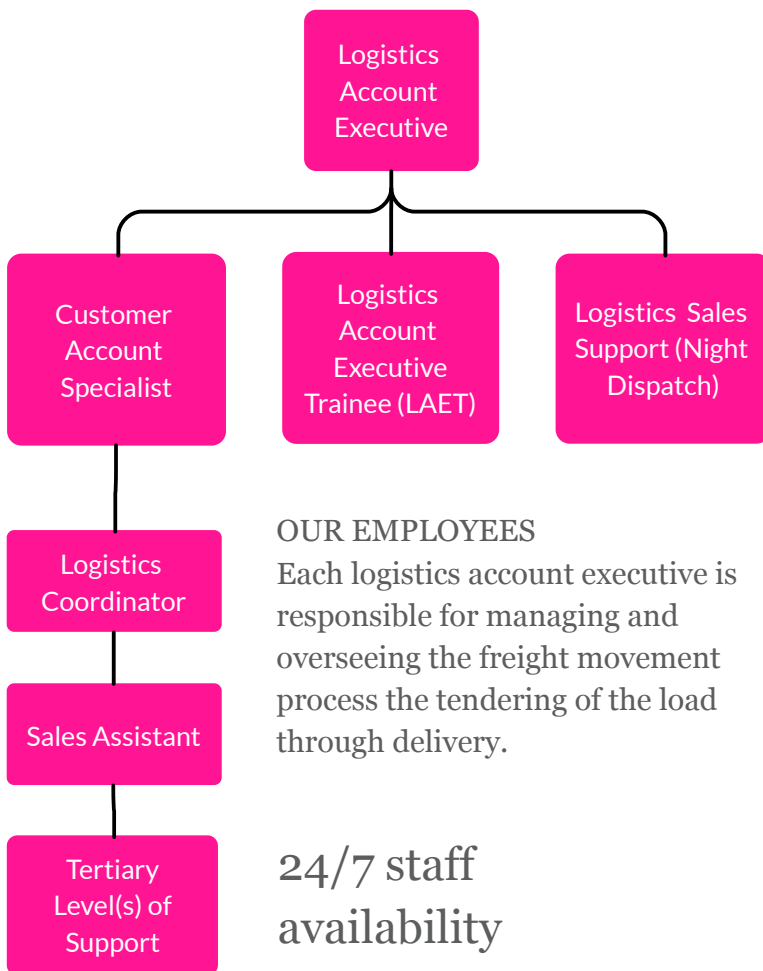 Logistics
Account
Executive
Customer
Account
Specialist
Logistics
Account
Executive
Trainee (LAET)
Logistics Sales
Support (Night
Dispatch)
Logistics
Coordinator
Sales Assistant
Tertiary
Level(s) of
Support
OUR EMPLOYEES
Each logistics account executive is
responsible for managing and
overseeing the freight movement
process the tendering of the load
through delivery.
24/7 staff
availability